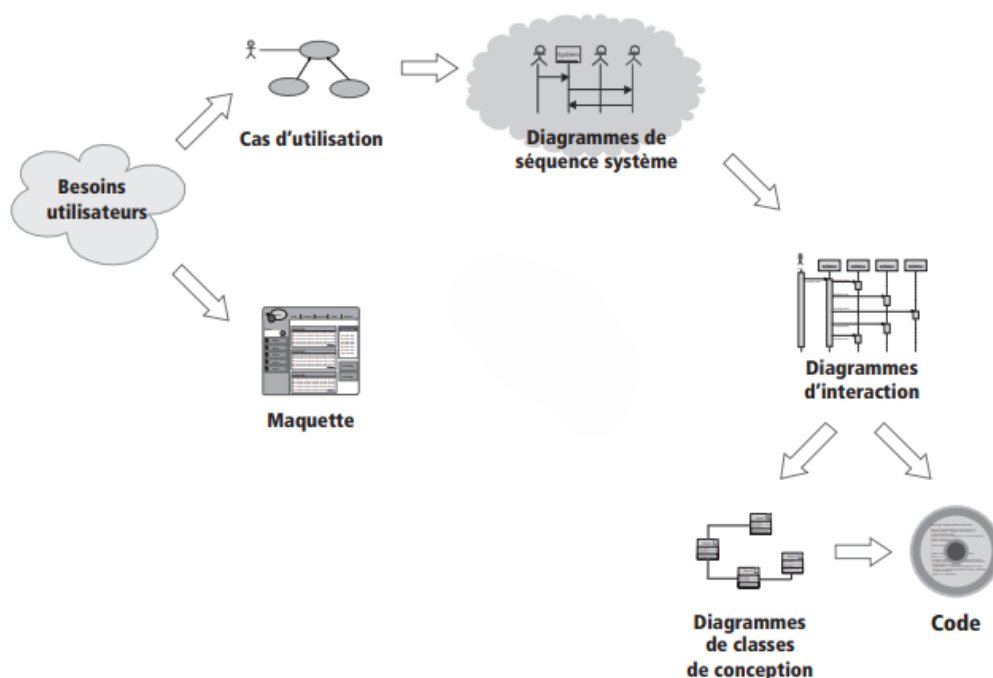 Cas d'utilisation
Système
Diagrammes de
séquence système
Besoins
utilisateurs
Maquette
Diagrammes
d'interaction
Diagrammes
de classes
de conception
Code